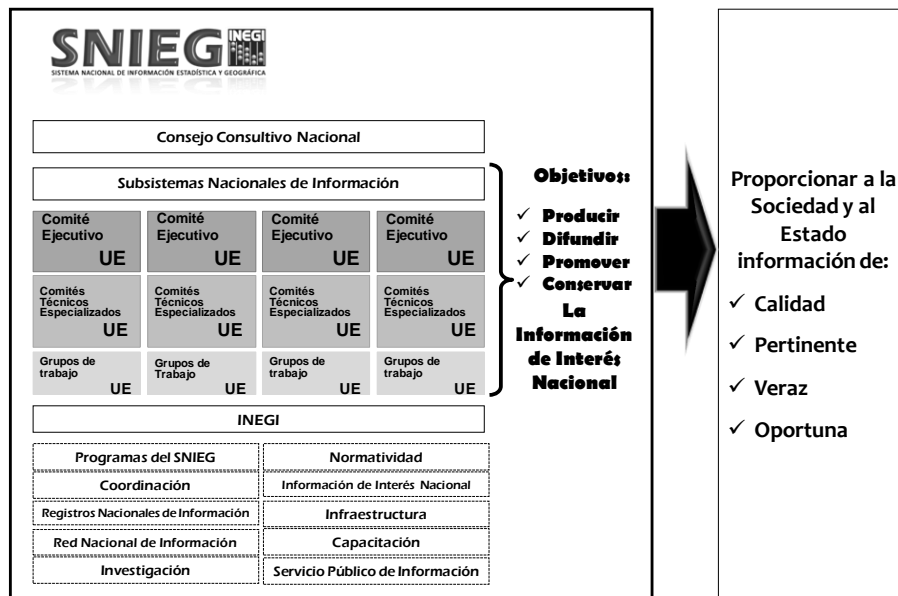 SNIEG INEGI
SISTEMA NACIONAL DE INFORMACIÓN ESTADÍSTICA Y GEOGRÁFICA
Consejo Consultivo Nacional
Subsistemas Nacionales de Información
Comité
Ejecutivo
UE
Comité
Ejecutivo
UE
Comité
Ejecutivo
UE
Comité
Ejecutivo
UE
Comités
Técnicos
Especializados
UE
Comités
Técnicos
Especializados
UE
Comités
Técnicos
Especializados
UE
Comités
Técnicos
Especializados
UE
Grupos de
trabajo
UE
Grupos de
Trabajo
UE
Grupos de
trabajo
UE
Grupos de
trabajo
UE
INEGI
Programas del SNIEG
Normatividad
Coordinación
Información de Interés Nacional
Registros Nacionales de Información
Infraestructura
Red Nacional de Información
Capacitación
Investigación
Servicio Público de Información
Objetivos:
✓ Producir
✓ Difundir
✓ Promover
✓ Conservar
La
Información
de Interés
Nacional
Proporcionar a la
Sociedad y al
Estado
información de:
✓ Calidad
✓ Pertinente
✓ Veraz
✓ Oportuna